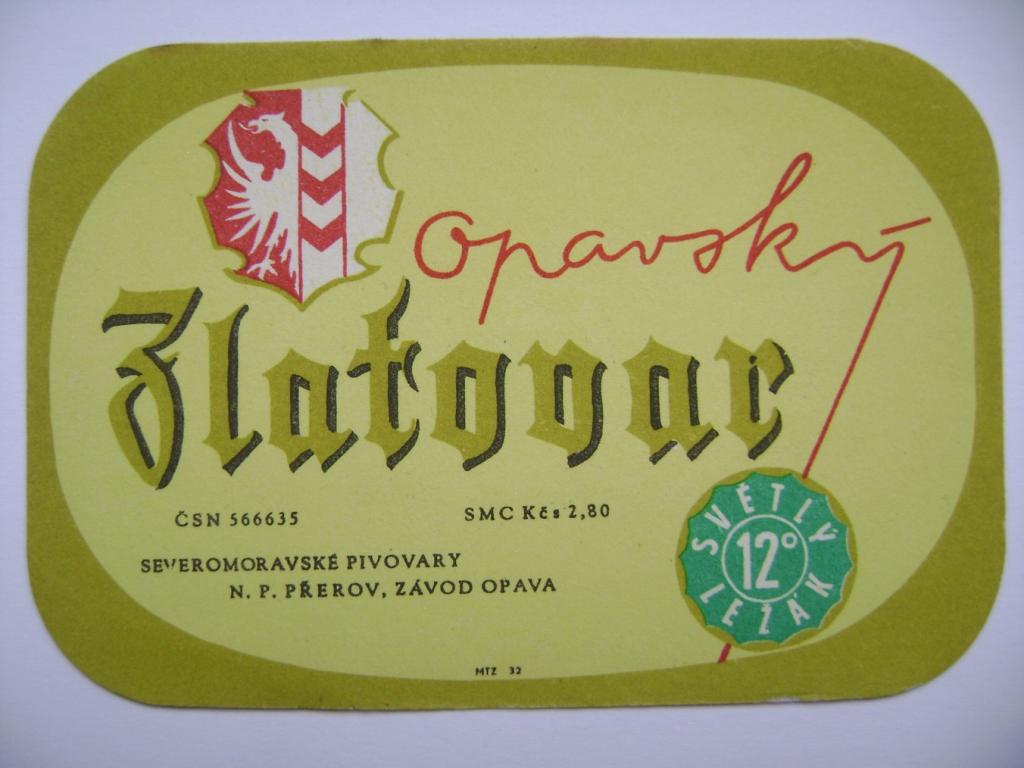 opavský
Zlatovar
ČSN 566635
SMC Kčs 2,80
SEVEROMORAVSKÉ PIVOVARY
N. P. PŘEROV, ZÁVOD OPAVA
SVĚTLÝ
12°
LEŽÁK
MTZ 32